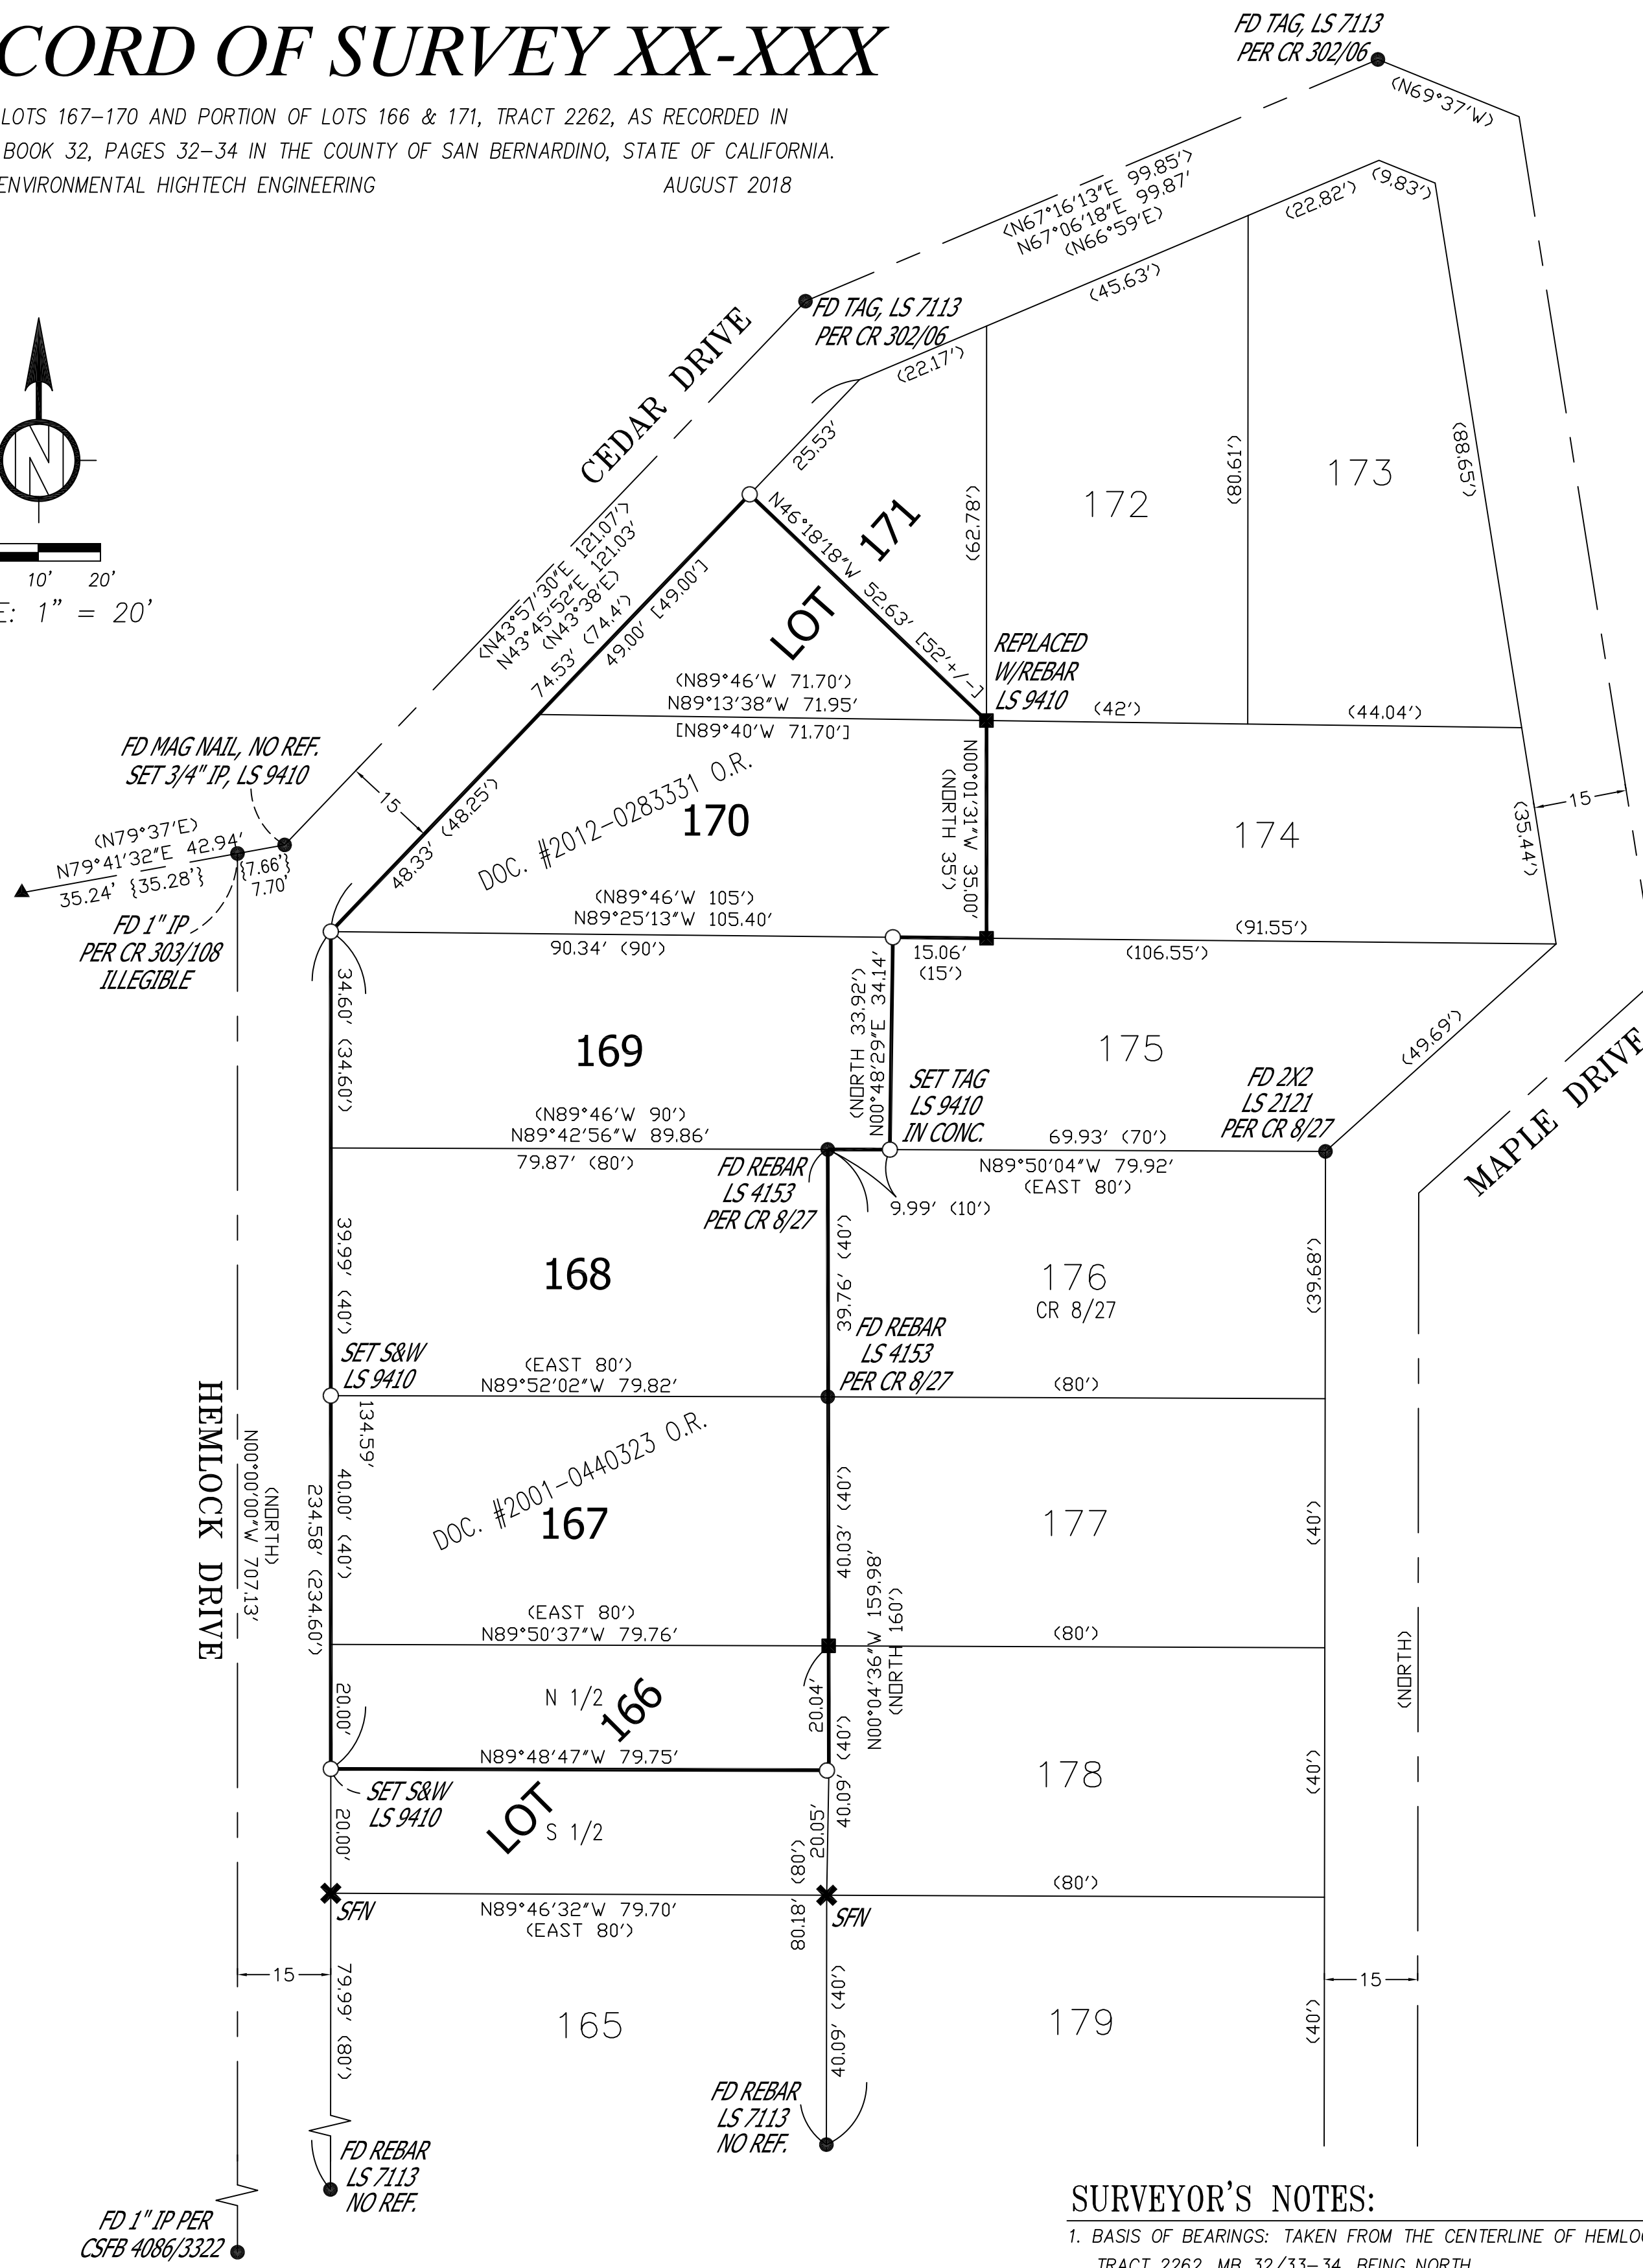 CORD OF SURVEY XX-XXX
LOTS 167-170 AND PORTION OF LOTS 166 & 171, TRACT 2262, AS RECORDED IN
BOOK 32, PAGES 32-34 IN THE COUNTY OF SAN BERNARDINO, STATE OF CALIFORNIA.
ENVIRONMENTAL HIGHTECH ENGINEERING AUGUST 2018
FD TAG, LS 7113
PER CR 302/06
(N69°37'W)
<N67°16'13"E 99.85'>
N67°06'18"E 99.87'
(N66°59'E)
(22.82')
(9.83')
(45.63')
FD TAG, LS 7113
PER CR 302/06
(22.17')
CEDAR DRIVE
N
10' 20'
E: 1" = 20'
25.53'
(62.78')
(80.61')
(88.65')
172
173
LOT 171
N46°18'18"W 52.63' [52'+/-]
<N43°57'30"E 121.07'>
N43°45'52"E 121.03'
(N43°38'E)
74.53' (74.4')
49.00' [49.00']
REPLACED
W/REBAR
LS 9410
(N89°46'W 71.70')
N89°13'38"W 71.95'
[N89°40'W 71.70']
(42')
(44.04')
FD MAG NAIL, NO REF.
SET 3/4" IP, LS 9410
15
48.33' (48.25')
DOC. #2012-0283331 O.R.
170
N00°01'31"W 35.00'
(NORTH 35')
174
15
(35.44')
(N79°37'E)
N79°41'32"E 42.94'
35.24' {35.28'}
{7.66'}
7.70'
FD 1" IP
PER CR 303/108
ILLEGIBLE
(N89°46'W 105')
N89°25'13"W 105.40'
90.34' (90')
15.06'
(15')
(91.55')
(106.55')
34.60' (34.60')
169
(NORTH 33.92')
N00°48'29"E 34.14'
175
(49.69')
SET TAG
LS 9410
IN CONC.
FD 2X2
LS 2121
PER CR 8/27
MAPLE DRIVE
(N89°46'W 90')
N89°42'56"W 89.86'
79.87' (80')
69.93' (70')
N89°50'04"W 79.92'
(EAST 80')
FD REBAR
LS 4153
PER CR 8/27
9.99' (10')
39.99' (40')
168
39.76' (40')
176
CR 8/27
(39.68')
SET S&W
LS 9410
FD REBAR
LS 4153
PER CR 8/27
(EAST 80')
N89°52'02"W 79.82'
(80')
HEMLOCK DRIVE
(NORTH)
N00°00'00"W 707.13'
134.59'
234.58' (234.60')
40.00' (40')
DOC. #2001-0440323 O.R.
167
40.03' (40')
177
(40')
N00°04'36"W 159.98'
(NORTH 160')
(EAST 80')
N89°50'37"W 79.76'
(80')
(NORTH)
20.00'
N 1/2
LOT 166
20.04'
40.09' (40')
178
(40')
N89°48'47"W 79.75'
SET S&W
LS 9410
20.00'
S 1/2
20.05'
80.18' (80')
(80')
SFN
N89°46'32"W 79.70'
(EAST 80')
SFN
15
15
79.99' (80')
165
40.09' (40')
179
(40')
FD REBAR
LS 7113
NO REF.
FD REBAR
LS 7113
NO REF.
FD 1" IP PER
CSFB 4086/3322
SURVEYOR'S NOTES:
1. BASIS OF BEARINGS: TAKEN FROM THE CENTERLINE OF HEMLO
TRACT 2262, MB 32/33-34, BEING NORTH